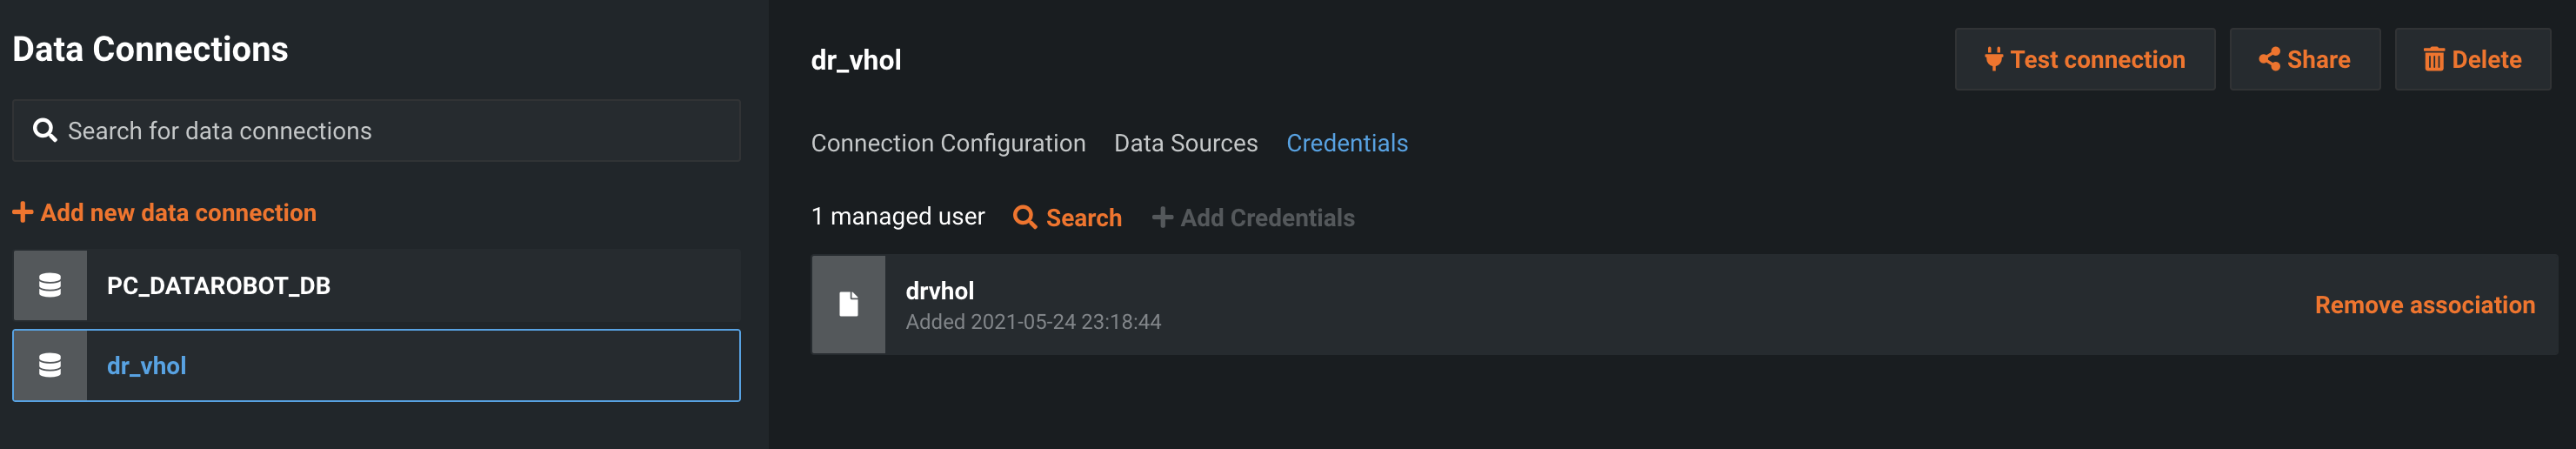 Data Connections
Search for data connections
Add new data connection
PC_DATAROBOT_DB
dr_vhol
dr_vhol
Test connection
Share
Delete
Connection Configuration Data Sources Credentials
1 managed user Search Add Credentials
drvhol
Added 2021-05-24 23:18:44
Remove association